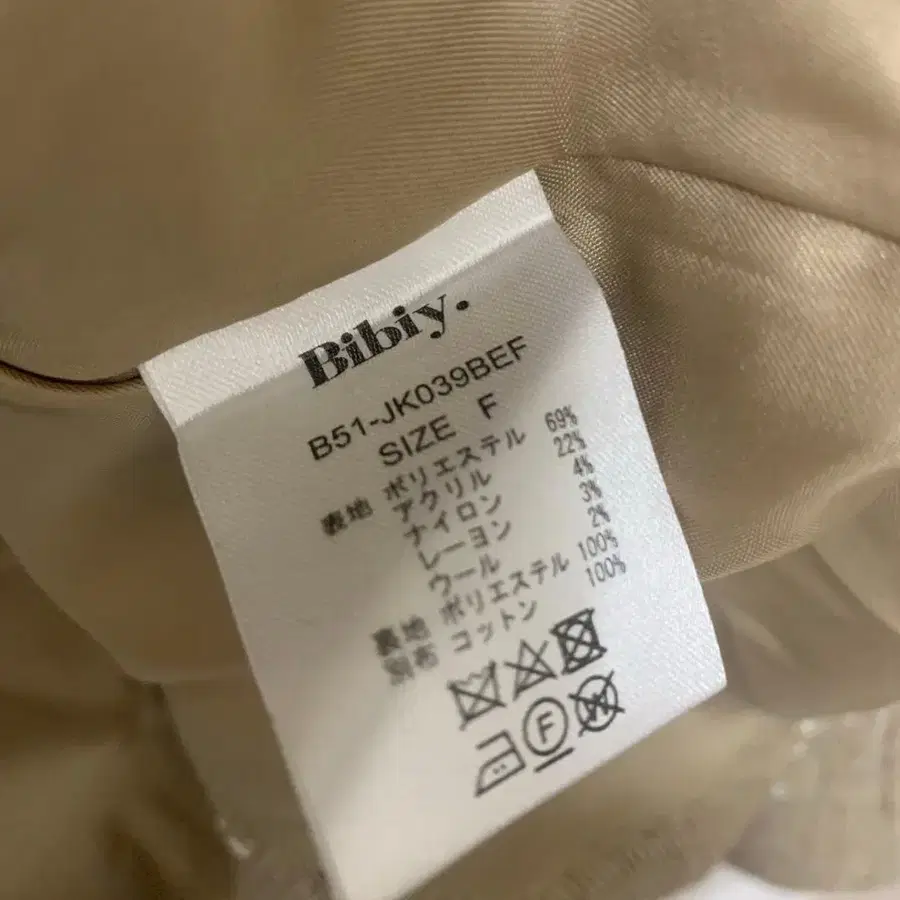 Bibiy.
B51-JK039BEF
SIZE F
表地 ポリエステル 69%
アクリル 22%
ナイロン 4%
レーヨン 3%
ウール 2%
裏地 ポリエステル 100%
別布 コットン 100%
F
W